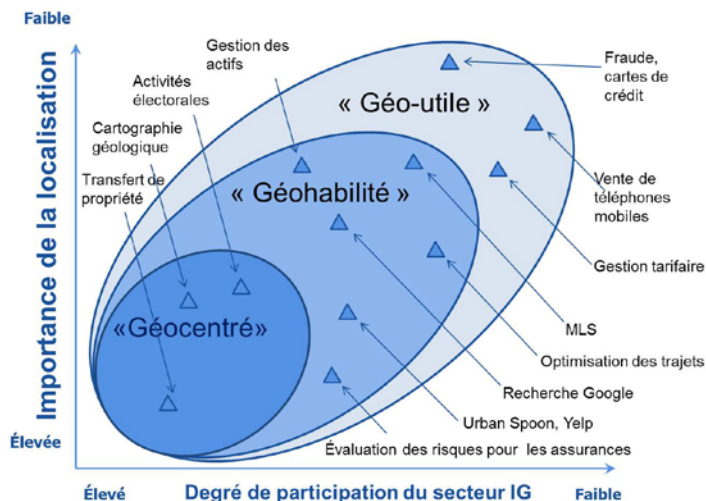 Faible
Importance de la localisation
Élevée
Gestion des
actifs
Activités
électorales
Cartographie
géologique
Transfert de
propriété
« Géo-utile »
« Géohabilité »
«Géocentré»
Fraude,
cartes de
crédit
Vente de
téléphones
mobiles
Gestion tarifaire
MLS
Optimisation des trajets
Recherche Google
Urban Spoon, Yelp
Évaluation des risques pour les assurances
Élevé
Degré de participation du secteur IG
Faible